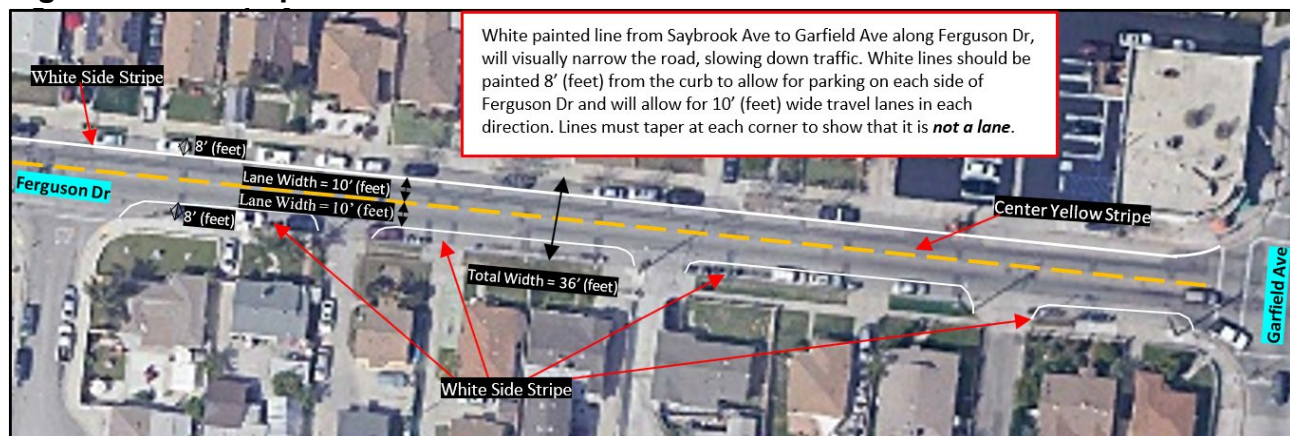 White painted line from Saybrook Ave to Garfield Ave along Ferguson Dr,
will visually narrow the road, slowing down traffic. White lines should be
painted 8’ (feet) from the curb to allow for parking on each side of
Ferguson Dr and will allow for 10’ (feet) wide travel lanes in each
direction. Lines must taper at each corner to show that it is not a lane.
White Side Stripe
8’ (feet)
Lane Width = 10’ (feet)
Ferguson Dr
Lane Width = 10’ (feet)
8’ (feet)
Center Yellow Stripe
Total Width = 36’ (feet)
Garfield Ave
White Side Stripe